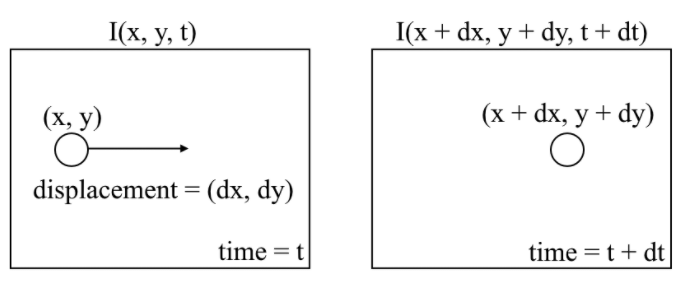 I(x, y, t)
(x, y)
displacement = (dx, dy)
time = t
I(x + dx, y + dy, t + dt)
(x + dx, y + dy)
time = t + dt